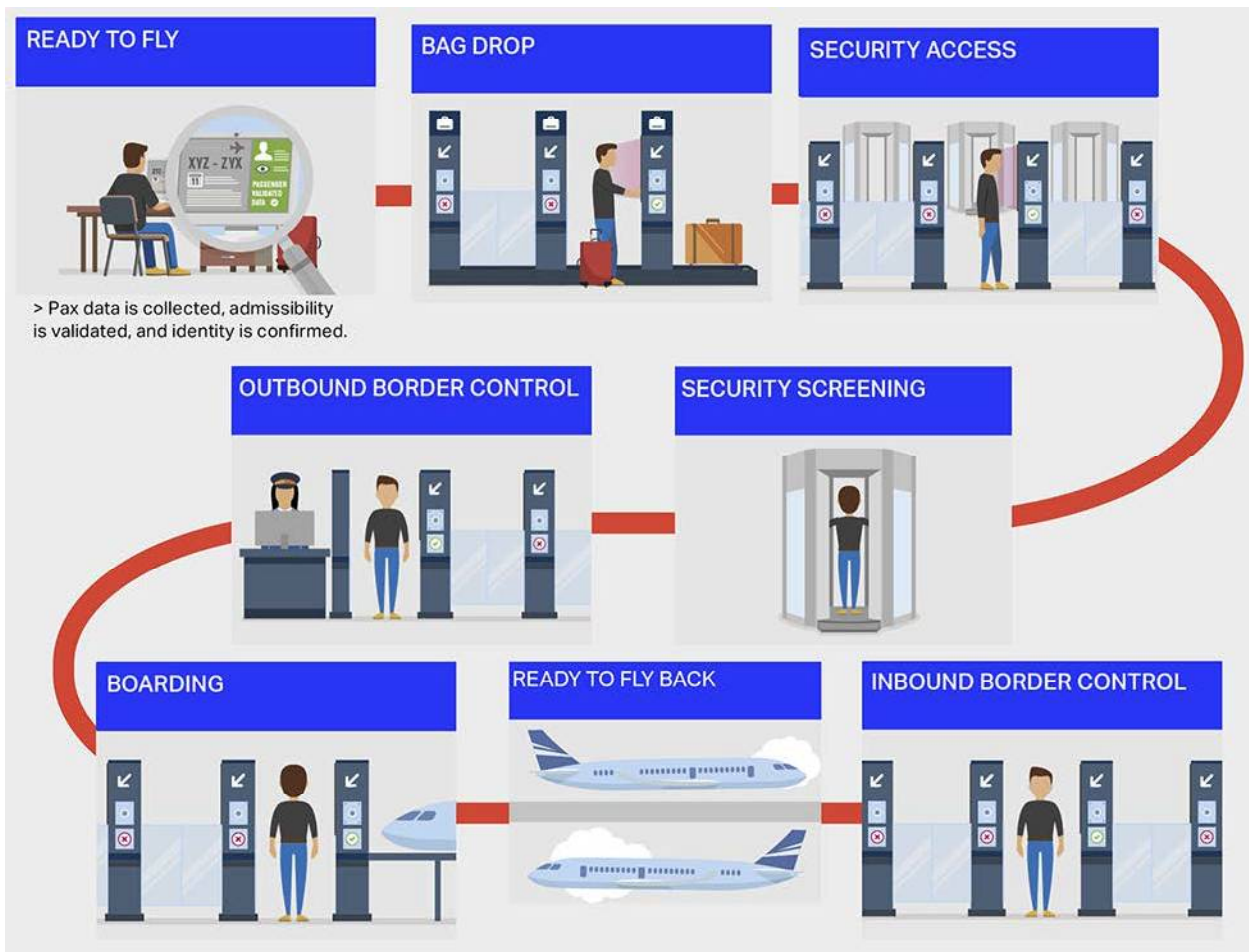 READY TO FLY
XYZ - ZYX
11
PASSENGER
VALIDATED
DATA
> Pax data is collected, admissibility
is validated, and identity is confirmed.
BAG DROP
SECURITY ACCESS
OUTBOUND BORDER CONTROL
SECURITY SCREENING
BOARDING
READY TO FLY BACK
INBOUND BORDER CONTROL